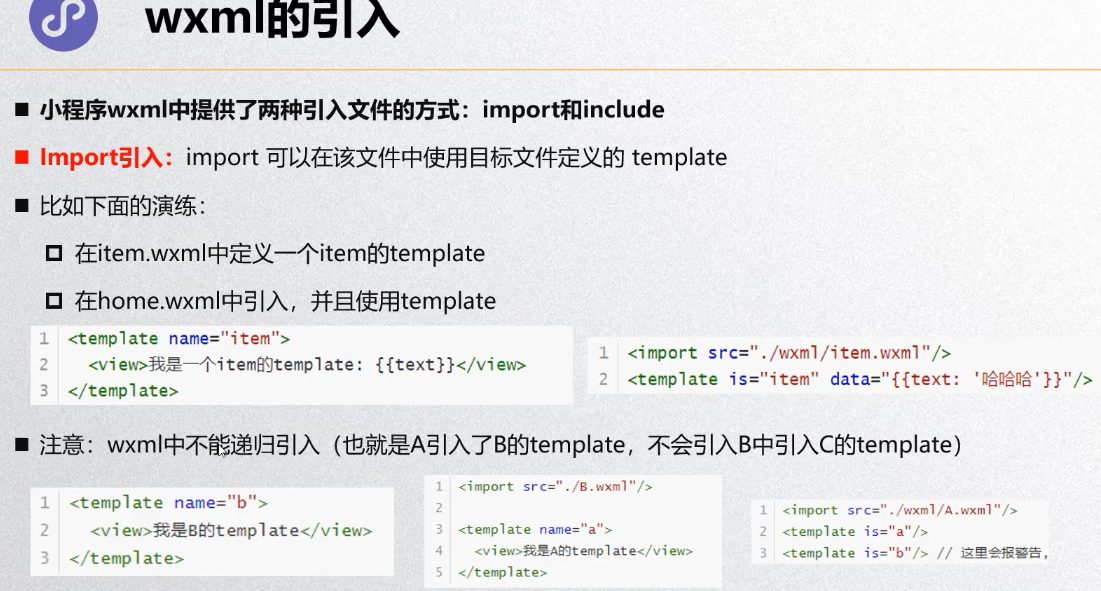 wxml的引入
小程序wxml中提供了两种引入文件的方式：import和include
Import引入：import 可以在该文件中使用目标文件定义的 template
比如下面的演练：
在item.wxml中定义一个item的template
在home.wxml中引入，并且使用template
1 <template name="item">
2 <view>我是一个item的template: {{text}}</view>
3 </template>
1 <import src="./wxml/item.wxml"/>
2 <template is="item" data="{{text: '哈哈哈'}}"/>
注意：wxml中不能递归引入（也就是A引入了B的template，不会引入B中引入C的template）
1 <template name="b">
2 <view>我是B的template</view>
3 </template>
1 <import src="./B.wxml"/>
2
3 <template name="a">
4 <view>我是A的template</view>
5 </template>
1 <import src="./wxml/A.wxml"/>
2 <template is="a"/>
3 <template is="b"/> // 这里会报警告,